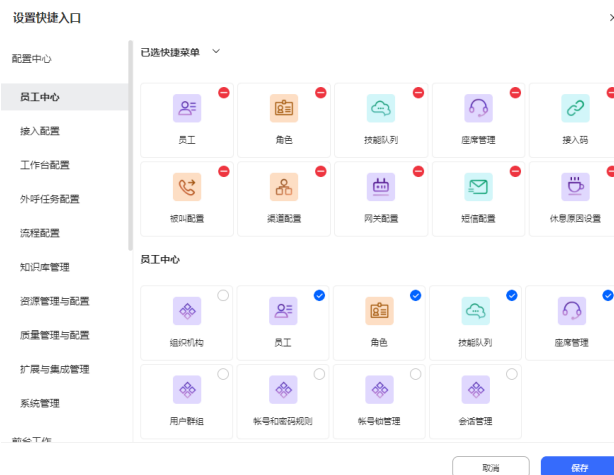 设置快捷入口
配置中心
员工中心
接入配置
工作台配置
外呼任务配置
流程配置
知识库管理
资源管理与配置
质量管理与配置
扩展与集成管理
系统管理
前台工作
已选快捷菜单
员工 角色 技能队列 座席管理 接入码
被叫配置 渠道配置 网关配置 短信配置 休息原因设置
员工中心
组织机构 员工 角色 技能队列 座席管理
用户群组 帐号和密码规则 帐号锁管理 会话管理
取消 保存